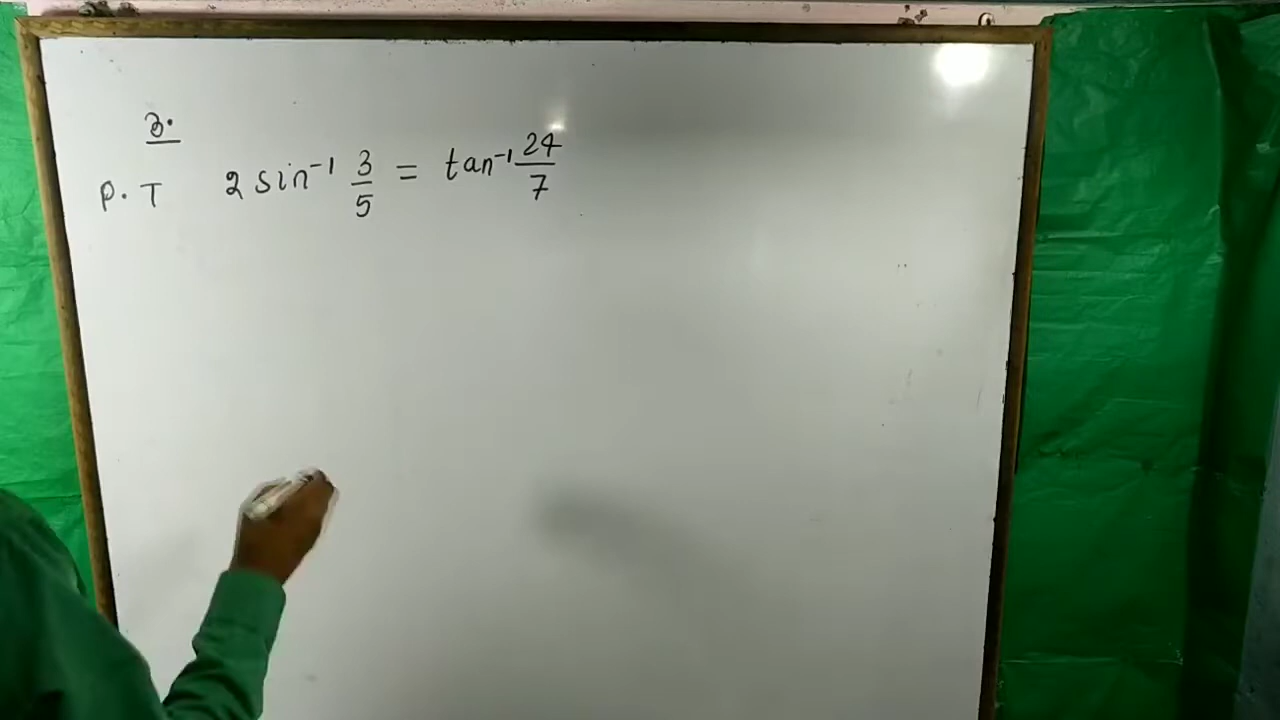 3.
P. T 2 sin⁻¹ 3/5 = tan⁻¹ 24/7